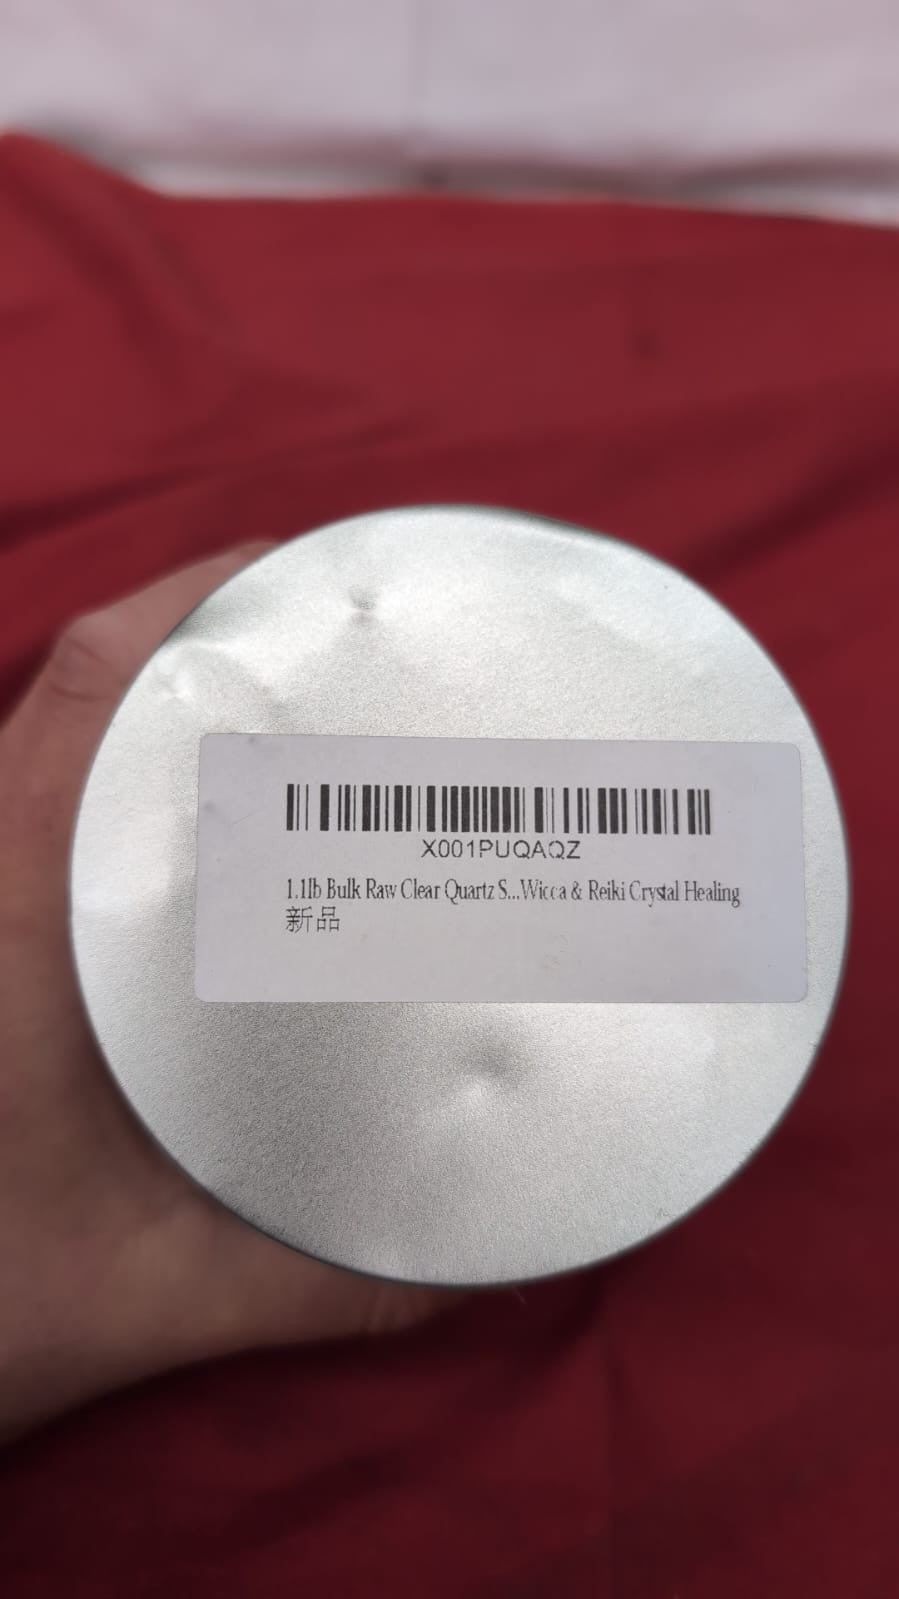 X001PUQAQZ
1.1lb Bulk Raw Clear Quartz S...Wicca & Reiki Crystal Healing
新品